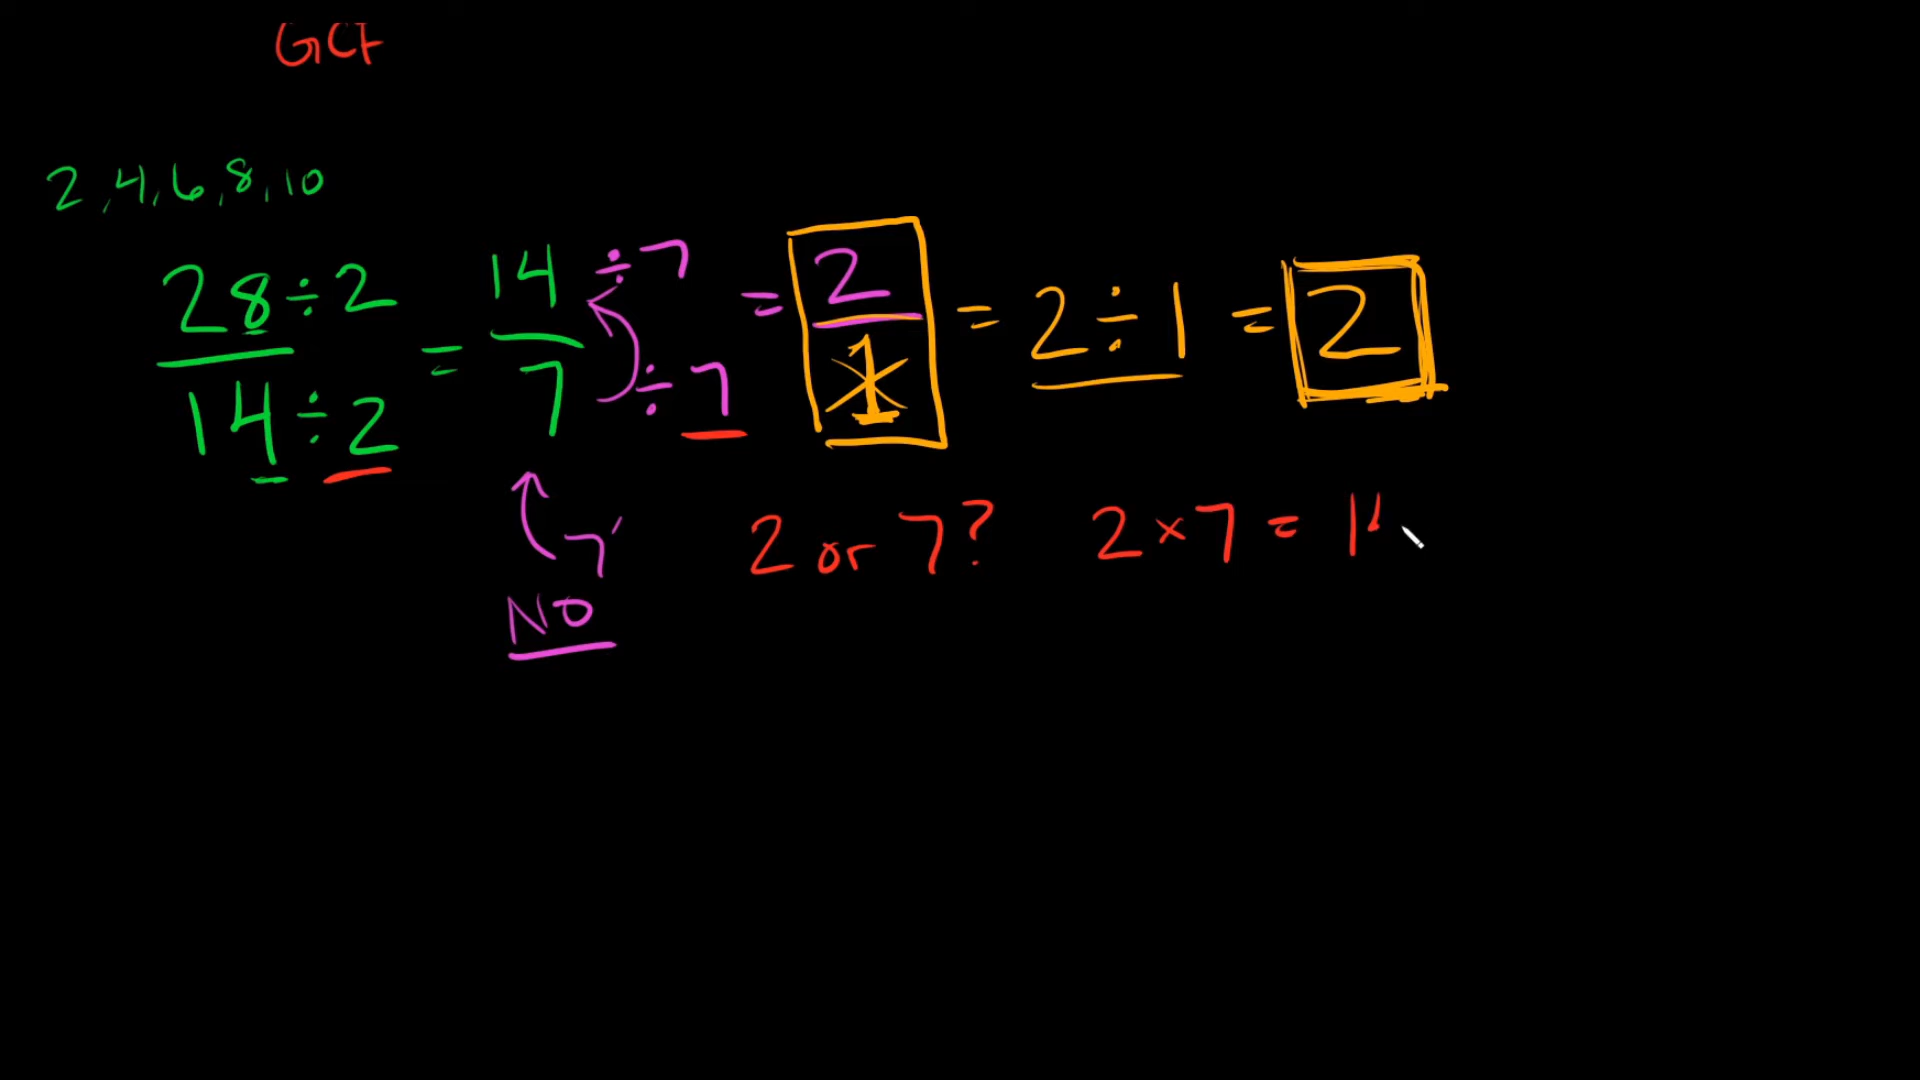 GCF
2, 4, 6, 8, 10
28 ÷ 2 / 14 ÷ 2 = 14 ÷ 7 / 7 ÷ 7 = 2 / 1 = 2 ÷ 1 = 2
7
NO
2 or 7?
2 × 7 = 14